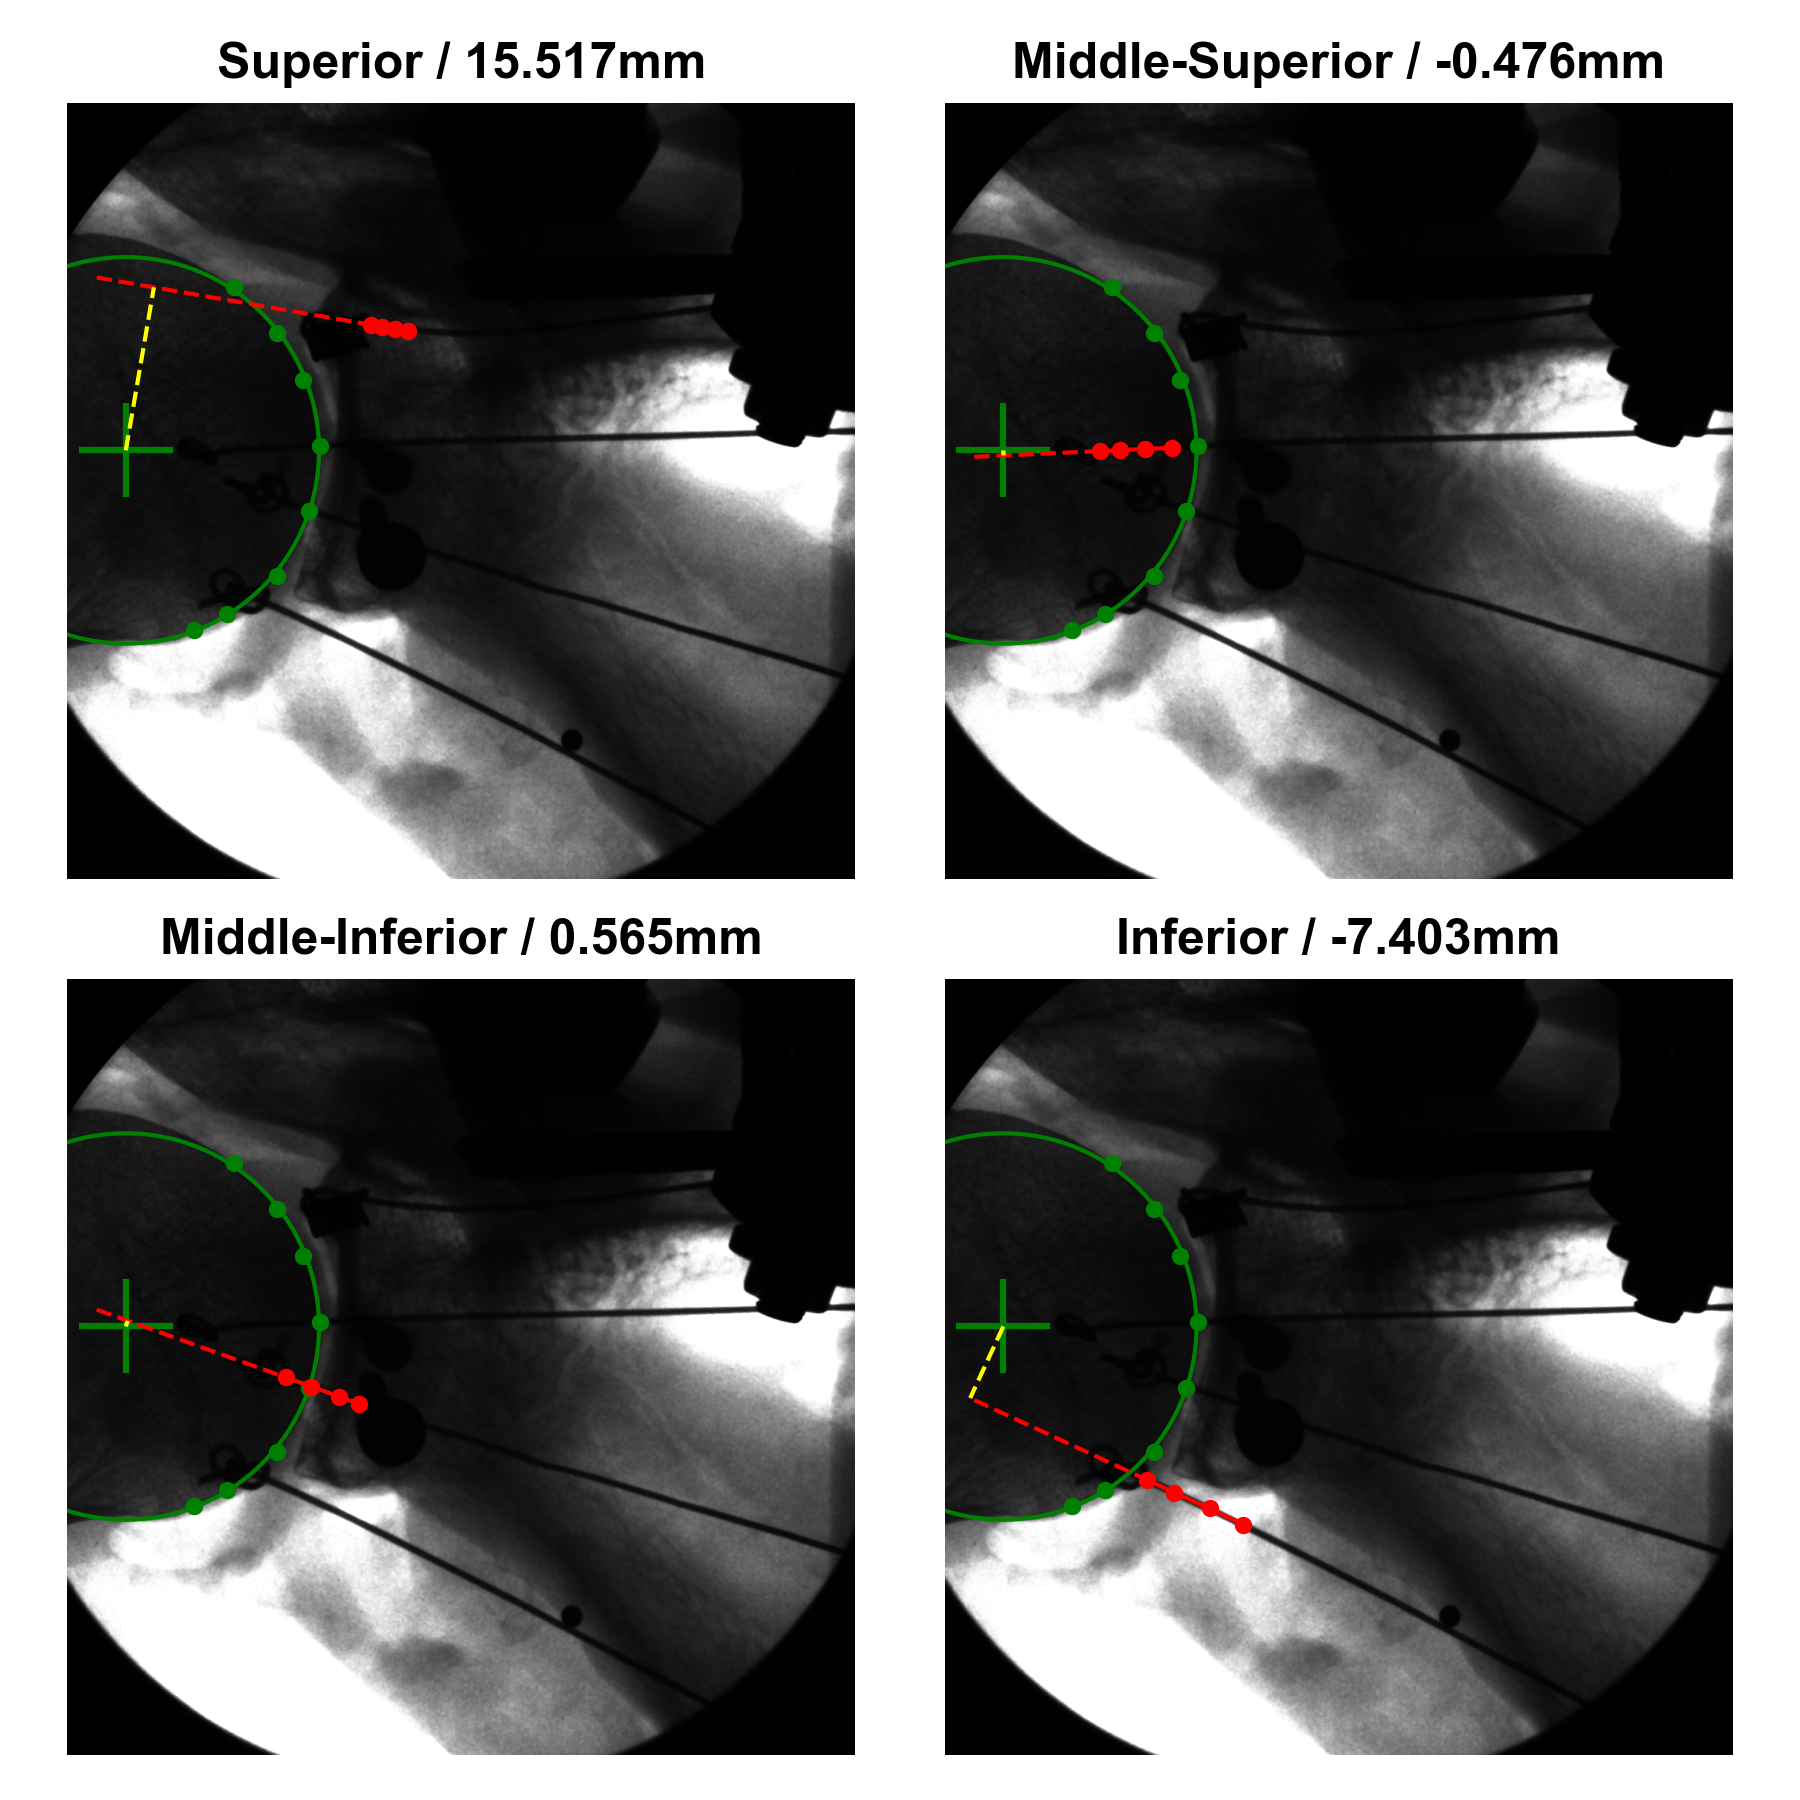 Superior / 15.517mm
Middle-Superior / -0.476mm
Middle-Inferior / 0.565mm
Inferior / -7.403mm